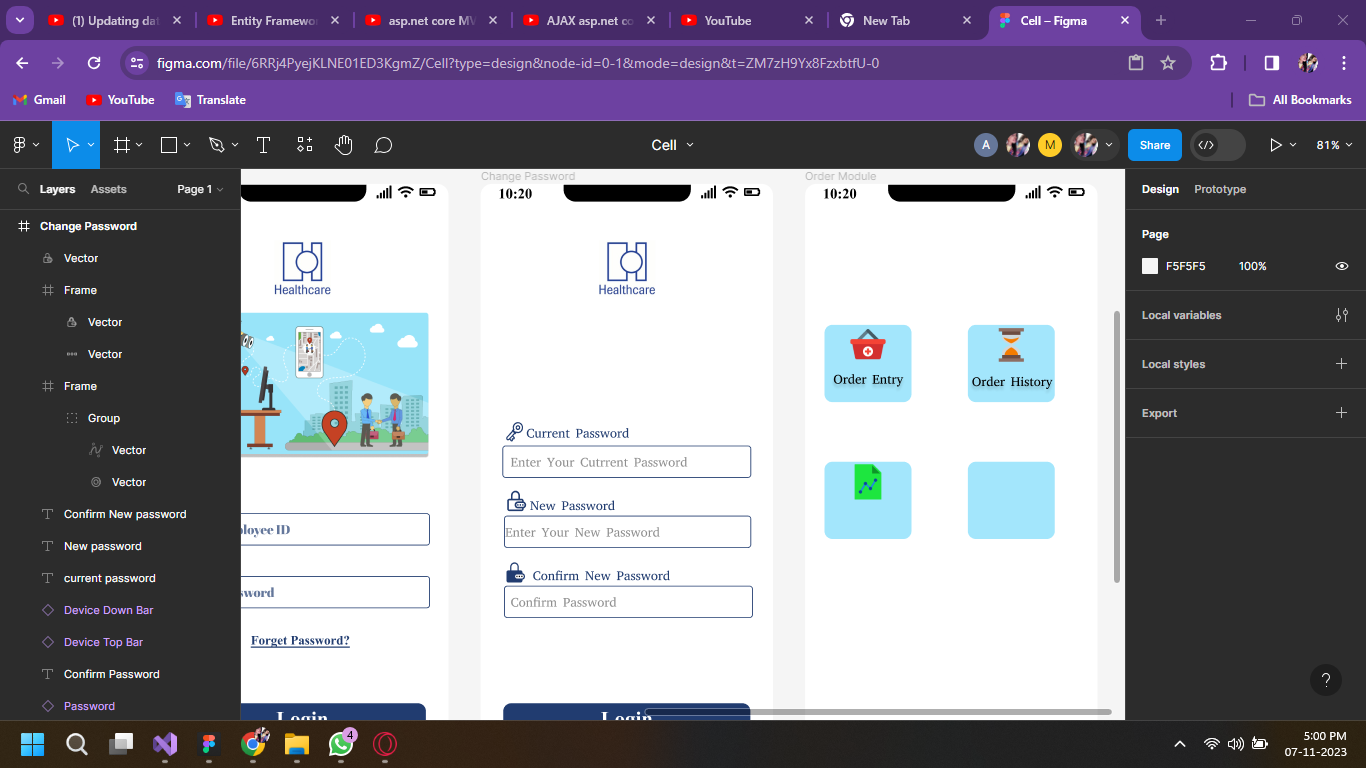 (1) Updating dat
Entity Framewo
asp.net core MV
AJAX asp.net co
YouTube
New Tab
Cell – Figma
figma.com/file/6RRj4PyejKLNE01ED3KgmZ/Cell?type=design&node-id=0-1&mode=design&t=ZM7zH9Yx8FzxbtfU-0
Gmail
YouTube
Translate
All Bookmarks
Cell
A
M
Share
81%
Layers
Assets
Page 1
Change Password
Vector
Frame
Vector
Vector
Frame
Group
Vector
Vector
Confirm New password
New password
current password
Device Down Bar
Device Top Bar
Confirm Password
Password
Healthcare
ployee ID
sword
Forget Password?
Login
Change Password
10:20
Healthcare
Current Password
Enter Your Cutrrent Password
New Password
Enter Your New Password
Confirm New Password
Confirm Password
Login
Order Module
10:20
Order Entry
Order History
Design
Prototype
Page
F5F5F5
100%
Local variables
Local styles
Export
?
4
5:00 PM
07-11-2023